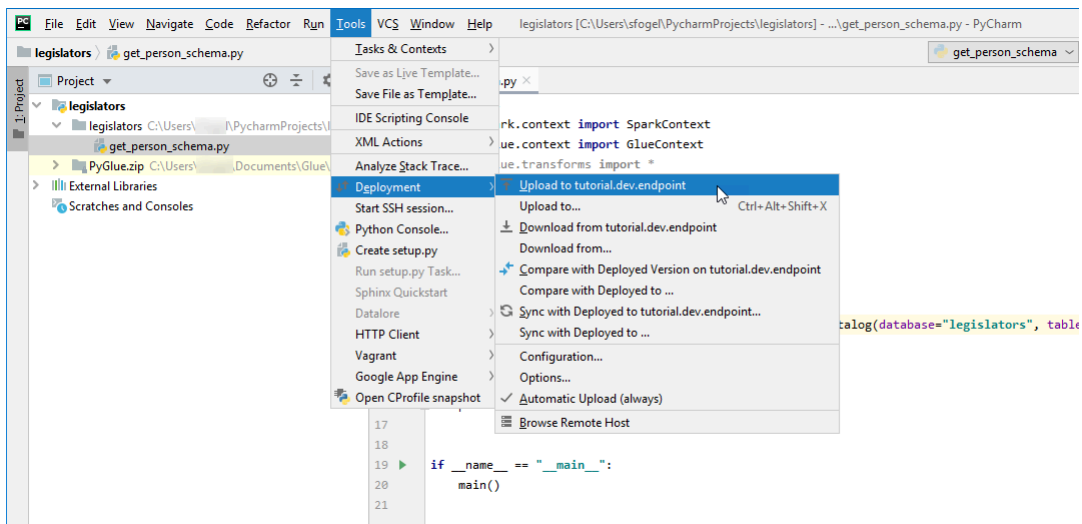 PC File Edit View Navigate Code Refactor Run Tools VCS Window Help legislators [C:\Users\sfogel\PycharmProjects\legislators] - ...\get_person_schema.py - PyCharm
legislators get_person_schema.py get_person_schema
1: Project
Project
legislators
legislators C:\Users\ l\PycharmProjects\l
get_person_schema.py
PyGlue.zip C:\Users\ .Documents\Glue\
External Libraries
Scratches and Consoles
Tasks & Contexts
Save as Live Template...
Save File as Template...
IDE Scripting Console
XML Actions
Analyze Stack Trace...
Deployment
Start SSH session...
Python Console...
Create setup.py
Run setup.py Task...
Sphinx Quickstart
Datalore
HTTP Client
Vagrant
Google App Engine
Open CProfile snapshot
.py
rk.context import SparkContext
ue.context import GlueContext
ue.transforms import *
Upload to tutorial.dev.endpoint
Upload to... Ctrl+Alt+Shift+X
Download from tutorial.dev.endpoint
Download from...
Compare with Deployed Version on tutorial.dev.endpoint
Compare with Deployed to ...
Sync with Deployed to tutorial.dev.endpoint...
Sync with Deployed to ...
Configuration...
Options...
Automatic Upload (always)
Browse Remote Host
talog(database="legislators", table
17
18
19 if __name__ == "__main__":
20 main()
21